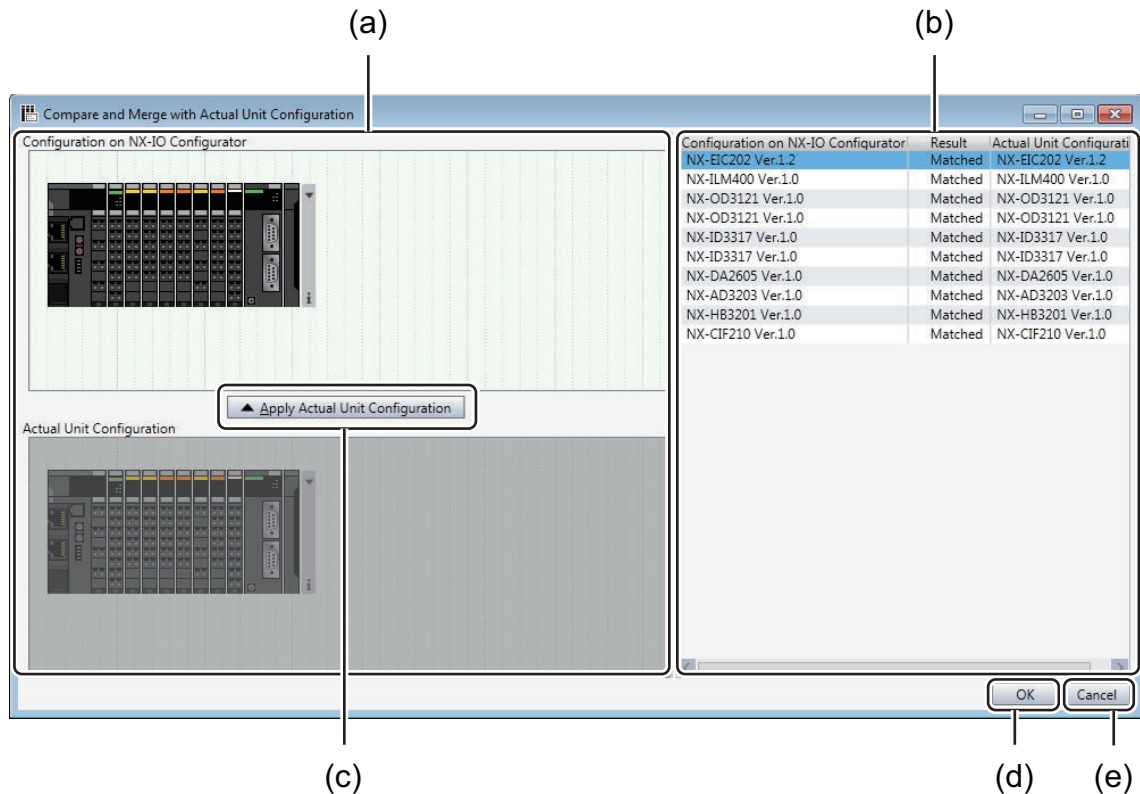 (a) (b)
Compare and Merge with Actual Unit Configuration
Configuration on NX-IO Configurator
Apply Actual Unit Configuration
Actual Unit Configuration
Configuration on NX-IO Configurator Result Actual Unit Configurati
NX-EIC202 Ver.1.2 Matched NX-EIC202 Ver.1.2
NX-ILM400 Ver.1.0 Matched NX-ILM400 Ver.1.0
NX-OD3121 Ver.1.0 Matched NX-OD3121 Ver.1.0
NX-OD3121 Ver.1.0 Matched NX-OD3121 Ver.1.0
NX-ID3317 Ver.1.0 Matched NX-ID3317 Ver.1.0
NX-ID3317 Ver.1.0 Matched NX-ID3317 Ver.1.0
NX-DA2605 Ver.1.0 Matched NX-DA2605 Ver.1.0
NX-AD3203 Ver.1.0 Matched NX-AD3203 Ver.1.0
NX-HB3201 Ver.1.0 Matched NX-HB3201 Ver.1.0
NX-CIF210 Ver.1.0 Matched NX-CIF210 Ver.1.0
OK Cancel
(c) (d) (e)